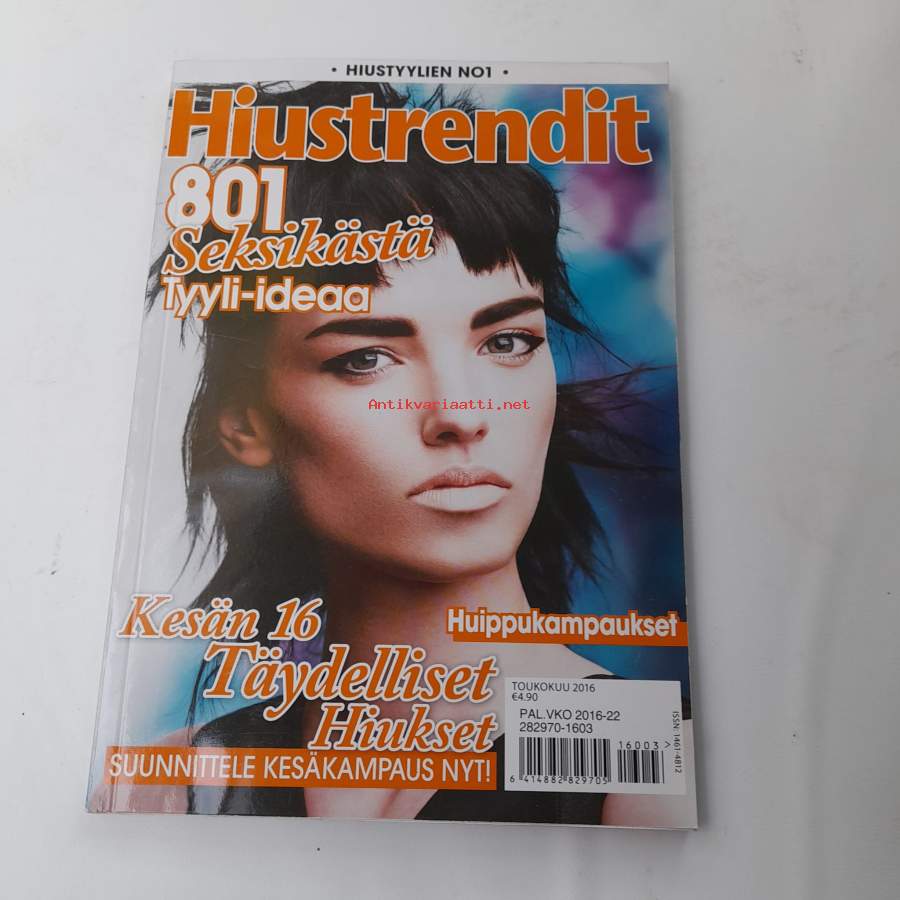 • HIUSTYYLIEN NO1 •
Hiustrendit
801
Seksikästä
Tyyli-ideaa
Antikvariaatti.net
Kesän 16
Huippukampaukset
Täydelliset
Hiukset
SUUNNITTELE KESÄKAMPAUS NYT!
TOUKOKUU 2016
€4.90
PAL.VKO 2016-22
282970-1603
16003 >
6 414882 829705
ISSN: 1461-4812